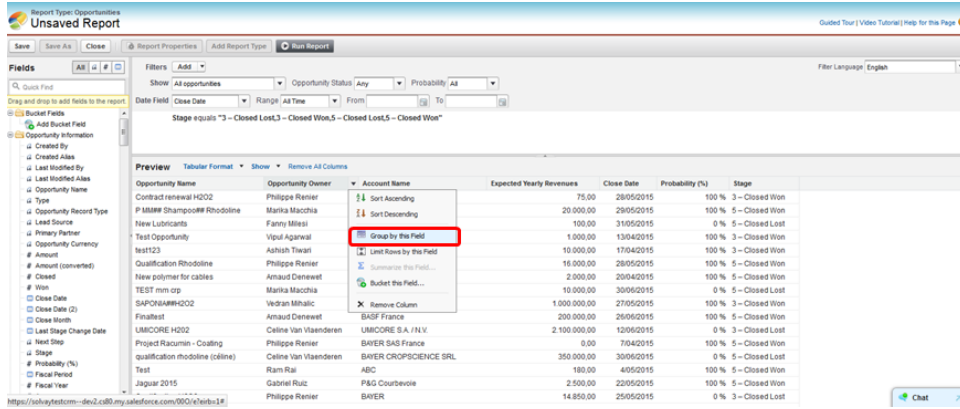 Report Type: Opportunities
Unsaved Report
Guided Tour | Video Tutorial | Help for this Page
Save Save As Close Report Properties Add Report Type Run Report
Fields All a # Filters Add Filter Language English
Quick Find
Show All opportunities Opportunity Status Any Probability All
Drag and drop to add fields to the report.
Date Field Close Date Range All Time From To
Bucket Fields
Add Bucket Field
Stage equals "3 – Closed Lost,3 – Closed Won,5 – Closed Lost,5 – Closed Won"
Opportunity Information
a Created By
a Created Alias
a Last Modified By
a Last Modified Alias
a Opportunity Name
a Type
a Opportunity Record Type
a Lead Source
a Primary Partner
a Opportunity Currency
# Amount
# Amount (converted)
# Closed
# Won
Close Date
Close Date (2)
Close Month
Last Stage Change Date
a Next Step
a Stage
# Probability (%)
Fiscal Period
# Fiscal Year
Preview Tabular Format Show Remove All Columns
Opportunity Name Opportunity Owner Account Name Expected Yearly Revenues Close Date Probability (%) Stage
Contract renewal H2O2 Philippe Renier 75,00 28/05/2015 100 % 3 – Closed Won
P MM## Shampoo## Rhodoline Marika Macchia 20.000,00 29/05/2015 100 % 5 – Closed Won
New Lubricants Fanny Milesi 100,00 31/05/2015 0 % 5 – Closed Lost
Test Opportunity Vipul Agarwal 1.000,00 13/04/2015 100 % 3 – Closed Won
test123 Ashish Tiwari 10.000,00 17/04/2015 100 % 3 – Closed Won
Qualification Rhodoline Philippe Renier 16.000,00 28/05/2015 100 % 5 – Closed Won
New polymer for cables Arnaud Denewet 2.000,00 20/04/2015 100 % 5 – Closed Won
TEST mm crp Marika Macchia 10.000,00 30/06/2015 0 % 5 – Closed Lost
SAPONIA##H2O2 Vedran Mihalic 1.000.000,00 27/05/2015 100 % 3 – Closed Won
Finaltest Arnaud Denewet BASF France 200.000,00 26/06/2015 100 % 5 – Closed Won
UMICORE H202 Celine Van Vlaenderen UMICORE S.A. / N.V. 2.100.000,00 12/06/2015 0 % 3 – Closed Lost
Project Racumin - Coating Philippe Renier BAYER SAS France 0,00 7/04/2015 100 % 5 – Closed Won
qualification rhodoline (céline) Celine Van Vlaenderen BAYER CROPSCIENCE SRL 350.000,00 30/06/2015 0 % 5 – Closed Lost
Test Ram Rai ABC 180,00 4/05/2015 100 % 5 – Closed Won
Jaguar 2015 Gabriel Ruiz P&G Courbevoie 2.500,00 22/05/2015 100 % 5 – Closed Won
Philippe Renier BAYER 14.850,00 25/05/2015 0 % 5 – Closed Lost
Sort Ascending
Sort Descending
Group by this Field
Limit Rows by this Field
Summarize this Field...
Bucket this Field...
Remove Column
https://solvaytestcrm--dev2.cs80.my.salesforce.com/00O/e?eirb=1#
Chat